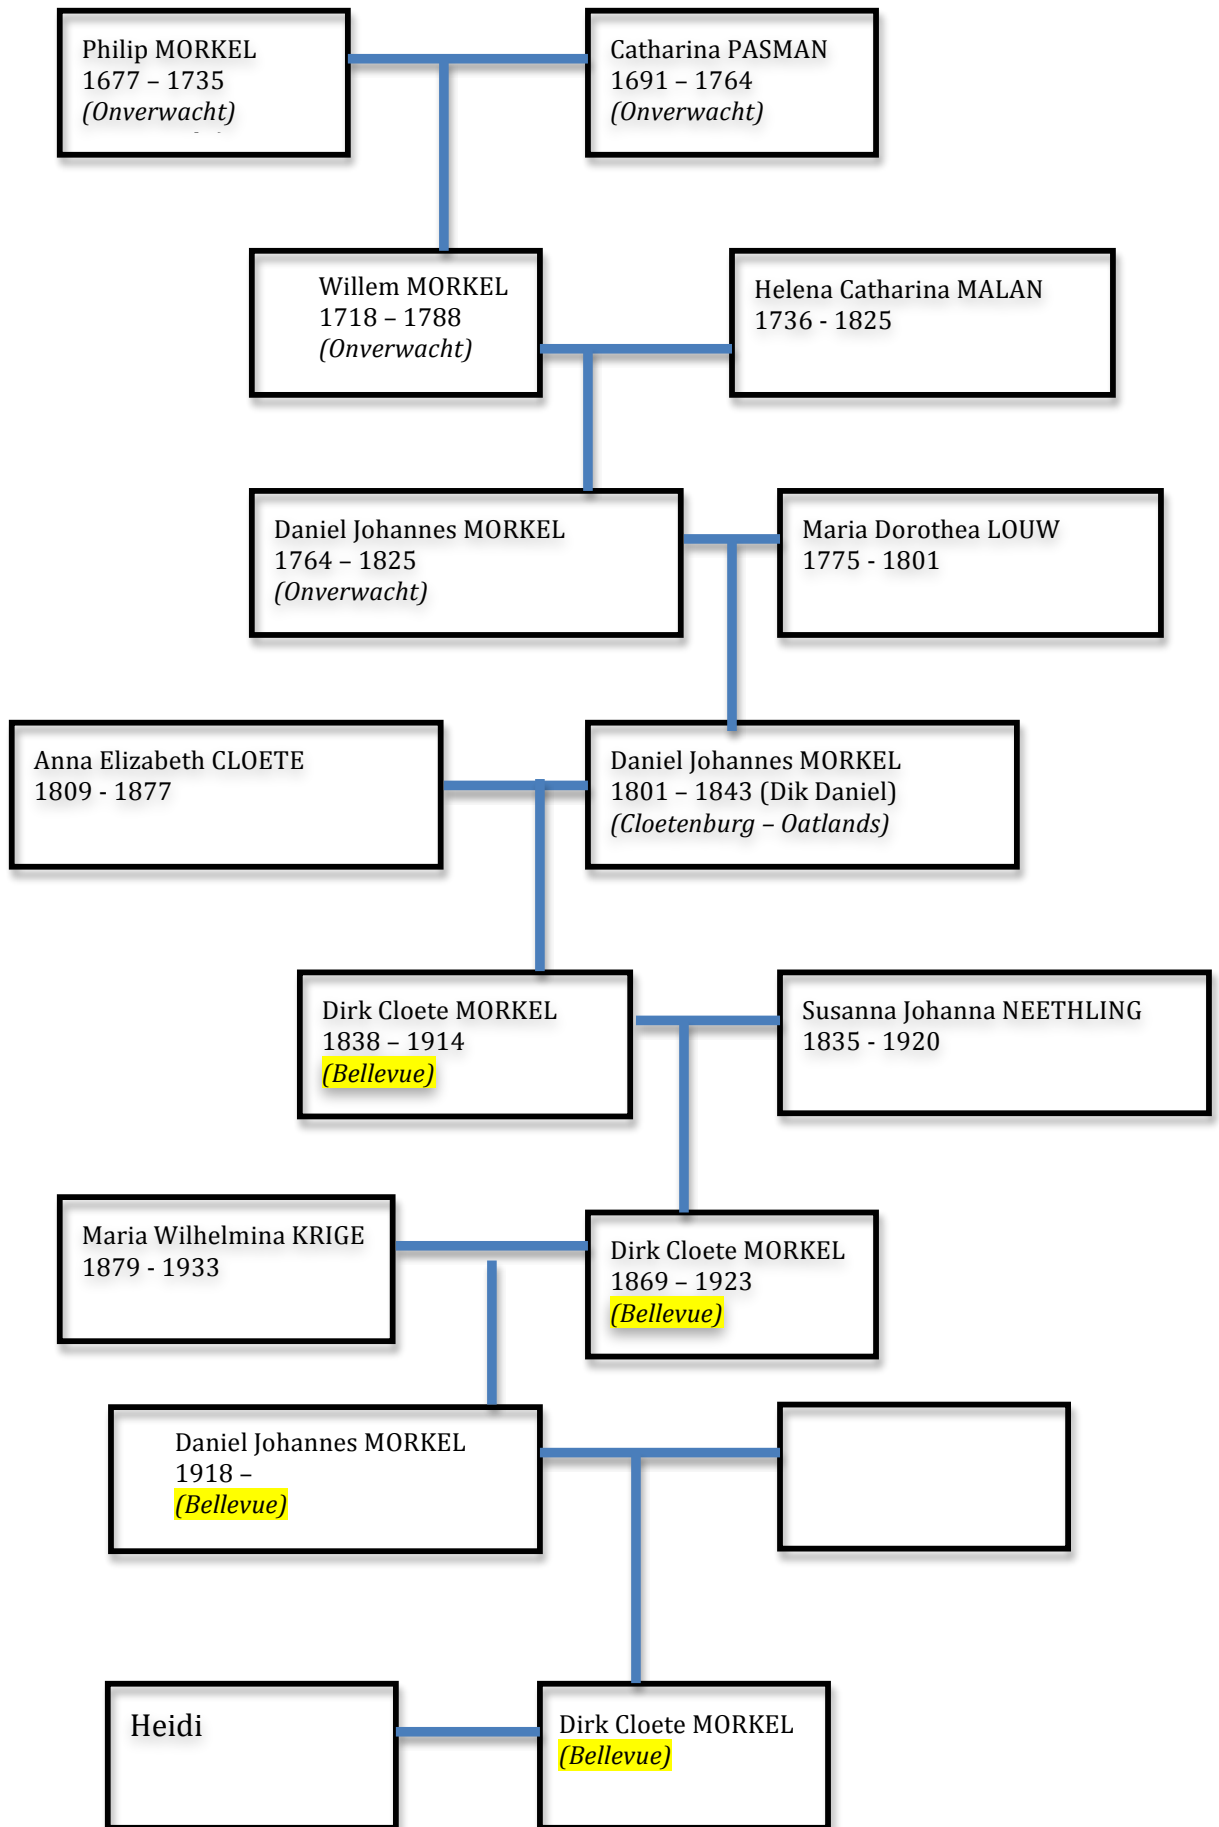 Philip MORKEL
1677 – 1735
(Onverwacht)
Catharina PASMAN
1691 – 1764
(Onverwacht)
Willem MORKEL
1718 – 1788
(Onverwacht)
Helena Catharina MALAN
1736 - 1825
Daniel Johannes MORKEL
1764 – 1825
(Onverwacht)
Maria Dorothea LOUW
1775 - 1801
Anna Elizabeth CLOETE
1809 - 1877
Daniel Johannes MORKEL
1801 – 1843 (Dik Daniel)
(Cloetenburg – Oatlands)
Dirk Cloete MORKEL
1838 – 1914
(Bellevue)
Susanna Johanna NEETHLING
1835 - 1920
Maria Wilhelmina KRIGE
1879 - 1933
Dirk Cloete MORKEL
1869 – 1923
(Bellevue)
Daniel Johannes MORKEL
1918 –
(Bellevue)
Heidi
Dirk Cloete MORKEL
(Bellevue)